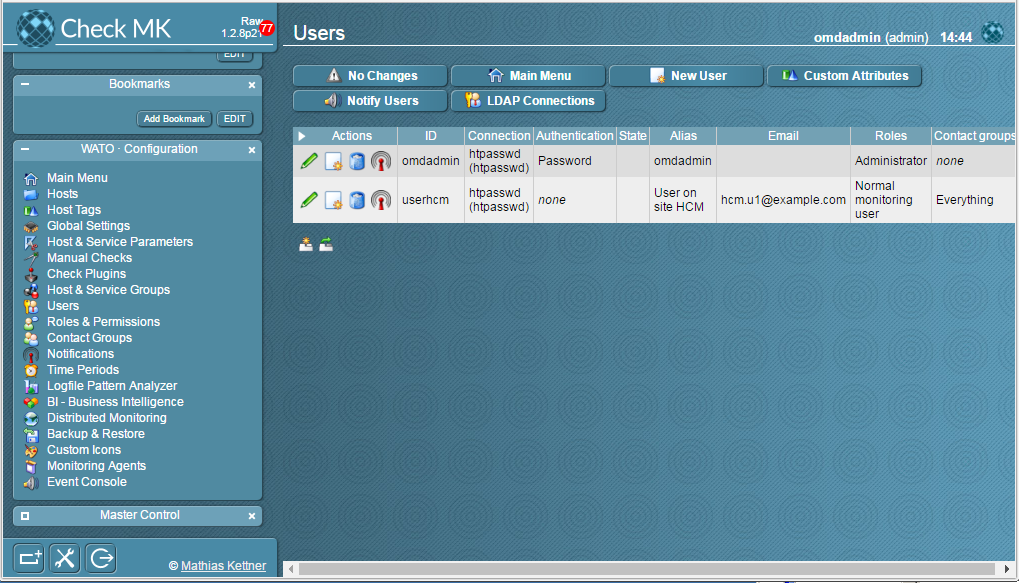 Check MK
Raw
1.2.8p21
77
EDIT
Bookmarks
Add Bookmark
EDIT
WATO · Configuration
Main Menu
Hosts
Host Tags
Global Settings
Host & Service Parameters
Manual Checks
Check Plugins
Host & Service Groups
Users
Roles & Permissions
Contact Groups
Notifications
Time Periods
Logfile Pattern Analyzer
BI - Business Intelligence
Distributed Monitoring
Backup & Restore
Custom Icons
Monitoring Agents
Event Console
Master Control
© Mathias Kettner
Users
omdadmin (admin) 14:44
No Changes Main Menu New User Custom Attributes
Notify Users LDAP Connections
Actions ID Connection Authentication State Alias Email Roles Contact groups
omdadmin htpasswd (htpasswd) Password omdadmin Administrator none
userhcm htpasswd (htpasswd) none User on site HCM hcm.u1@example.com Normal monitoring user Everything